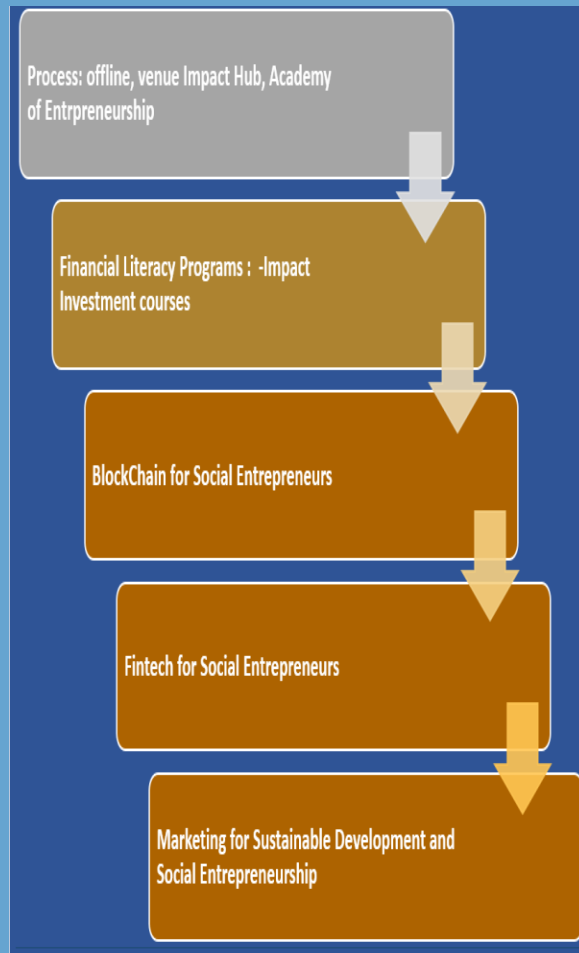 Process: offline, venue Impact Hub, Academy
of Entrpreneurship
Financial Literacy Programs :  -Impact
Investment courses
BlockChain for Social Entrepreneurs
Fintech for Social Entrepreneurs
Marketing for Sustainable Development and
Social Entrepreneurship